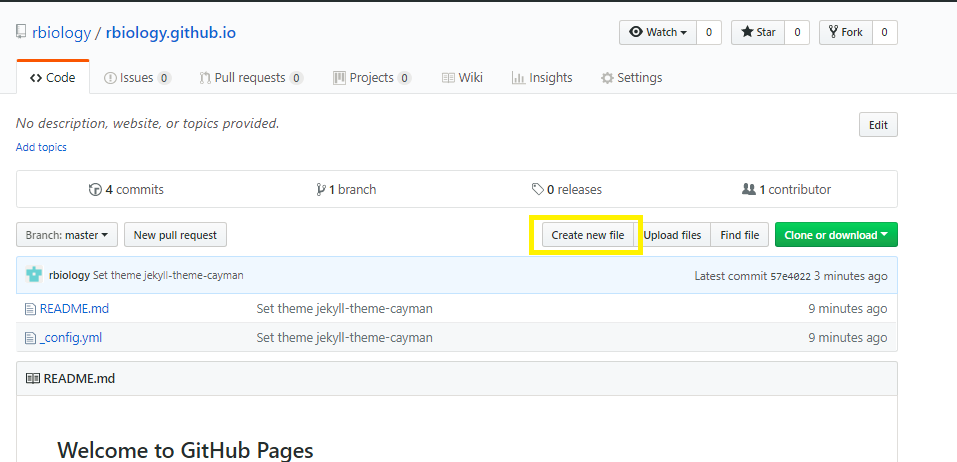 rbiology / rbiology.github.io Watch 0 Star 0 Fork 0
Code Issues 0 Pull requests 0 Projects 0 Wiki Insights Settings
No description, website, or topics provided. Edit
Add topics
4 commits 1 branch 0 releases 1 contributor
Branch: master New pull request Create new file Upload files Find file Clone or download
rbiology Set theme jekyll-theme-cayman Latest commit 57e4022 3 minutes ago
README.md Set theme jekyll-theme-cayman 9 minutes ago
_config.yml Set theme jekyll-theme-cayman 9 minutes ago
README.md
Welcome to GitHub Pages